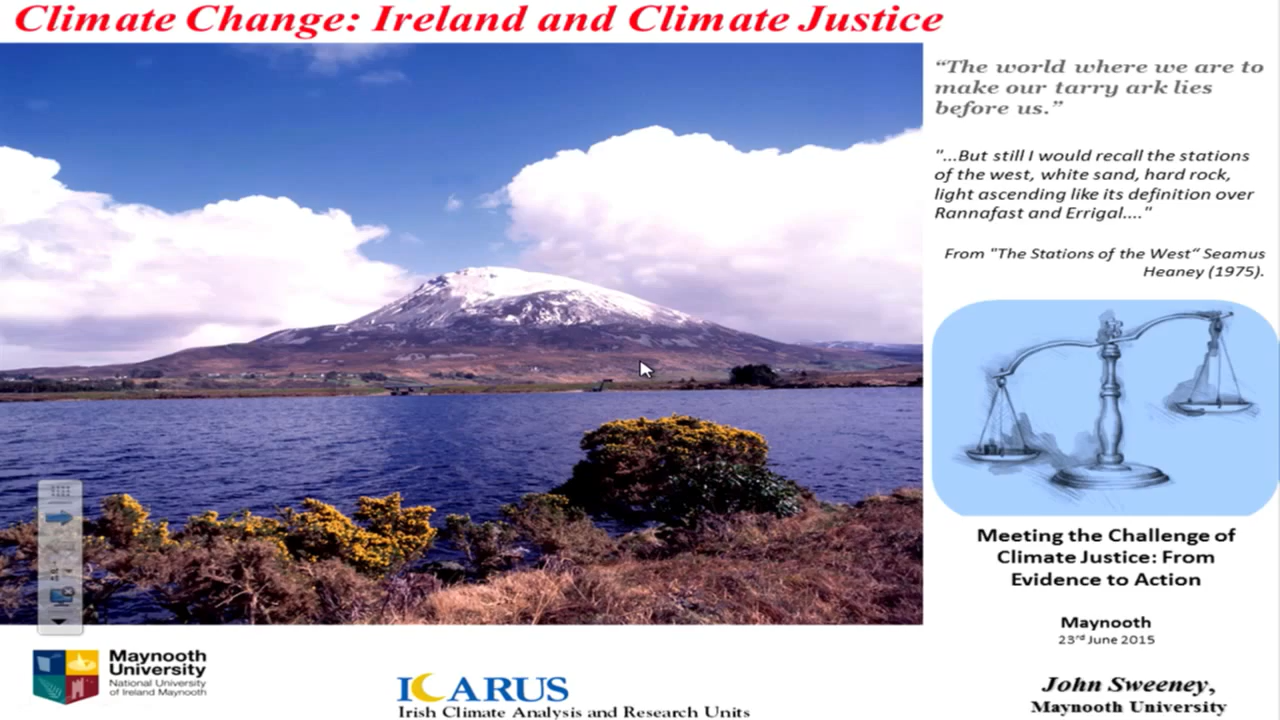 Climate Change: Ireland and Climate Justice
“The world where we are to
make our tarry ark lies
before us.”
"...But still I would recall the stations
of the west, white sand, hard rock,
light ascending like its definition over
Rannafast and Errigal...."
From "The Stations of the West“ Seamus
Heaney (1975).
Meeting the Challenge of
Climate Justice: From
Evidence to Action
Maynooth
23rd June 2015
John Sweeney,
Maynooth University
Maynooth
University
National University
of Ireland Maynooth
ICARUS
Irish Climate Analysis and Research Units